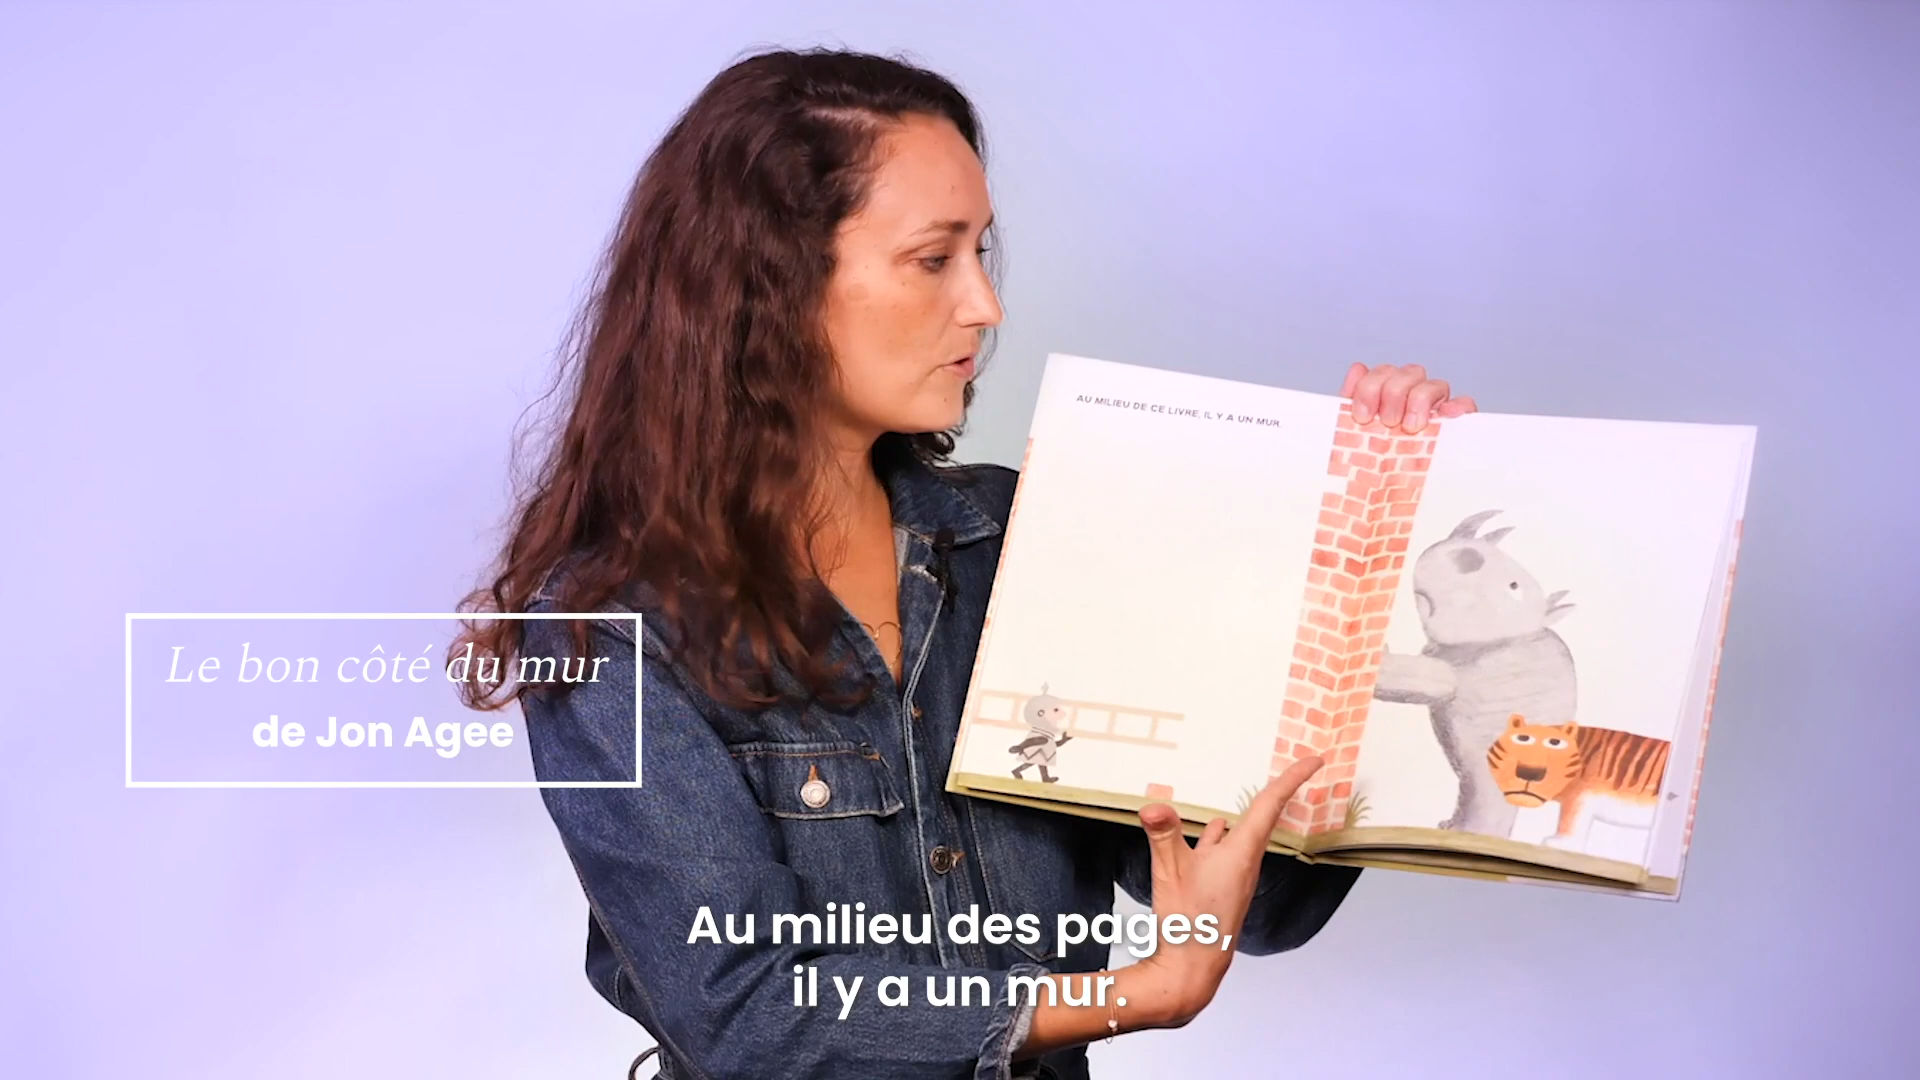 AU MILIEU DE CE LIVRE, IL Y A UN MUR.
Le bon côté du mur
de Jon Agee
Au milieu des pages,
il y a un mur.